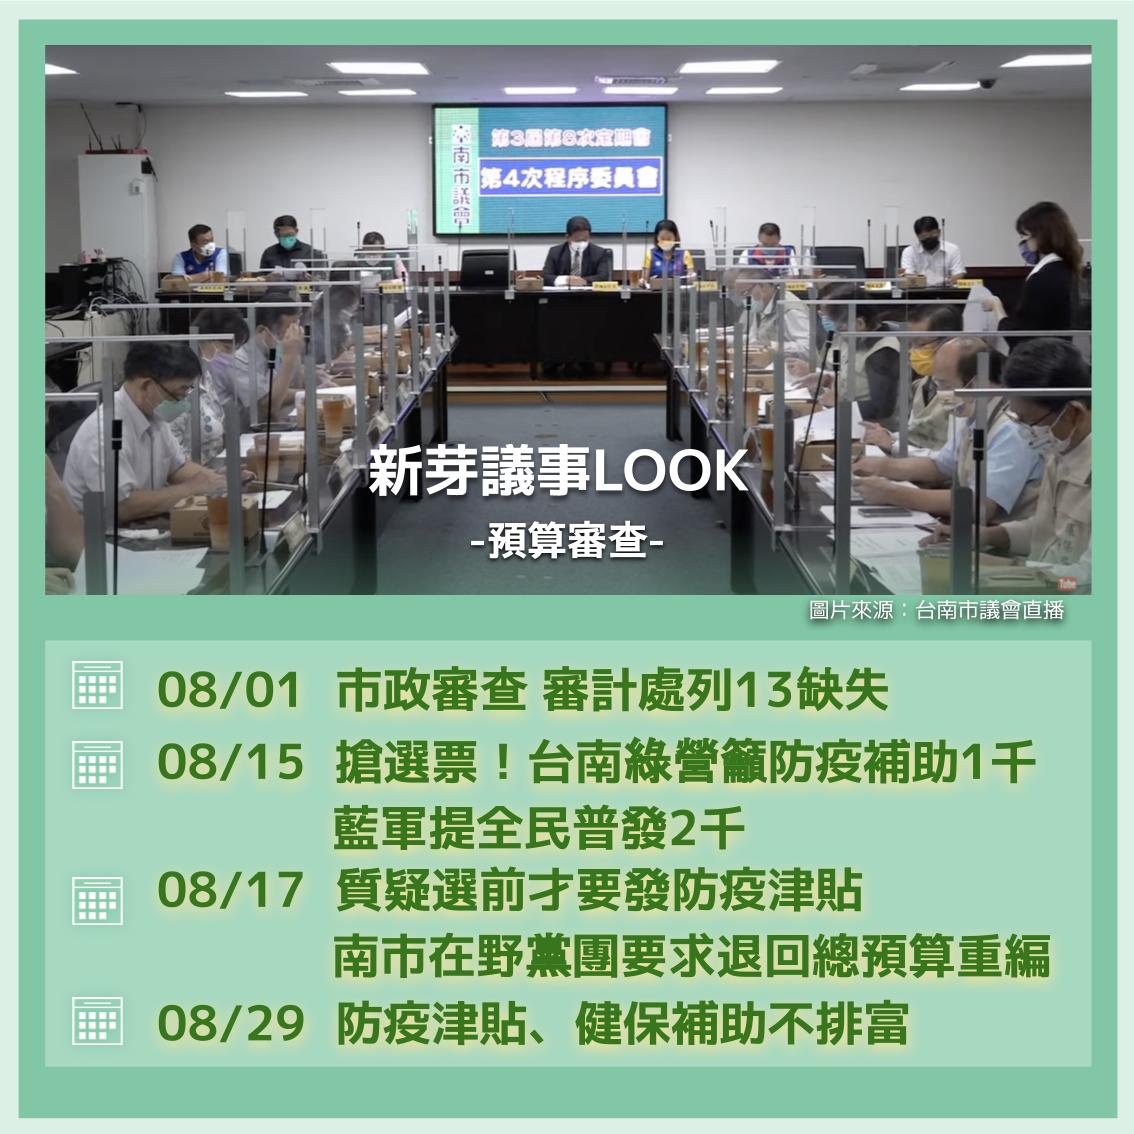 臺南市議會
第3屆第8次定期會
第4次程序委員會
新芽議事LOOK
-預算審查-
Tube
圖片來源：台南市議會直播
08/01 市政審查 審計處列13缺失
08/15 搶選票！台南綠營籲防疫補助1千
藍軍提全民普發2千
08/17 質疑選前才要發防疫津貼
南市在野黨團要求退回總預算重編
08/29 防疫津貼、健保補助不排富